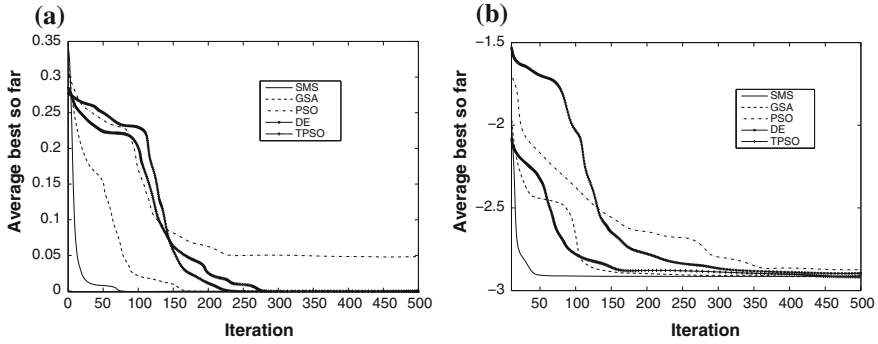 (a)
0.35
0.3
0.25
0.2
0.15
0.1
0.05
0
Average best so far
SMS
GSA
PSO
DE
TPSO
0 50 100 150 200 250 300 350 400 450 500
Iteration
(b)
-1.5
-2
-2.5
-3
Average best so far
SMS
GSA
PSO
DE
TPSO
50 100 150 200 250 300 350 400 450 500
Iteration